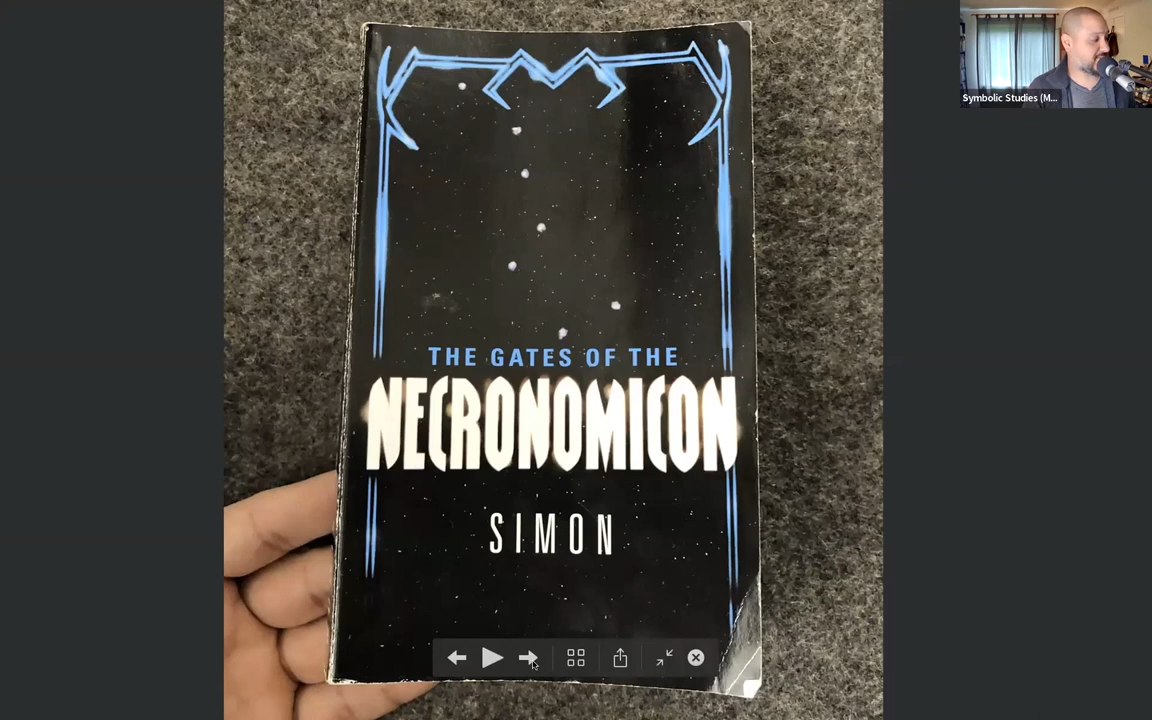 THE GATES OF THE
NECRONOMICON
SIMON
Symbolic Studies (M...